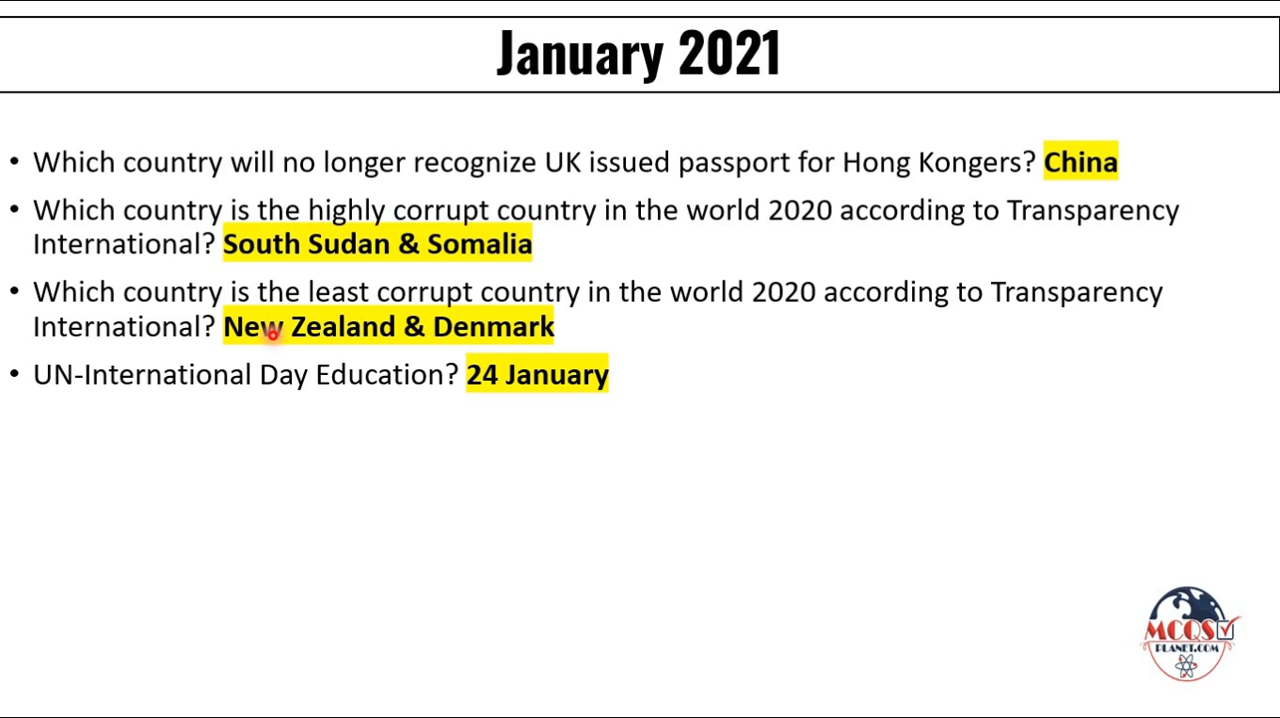 January 2021
• Which country will no longer recognize UK issued passport for Hong Kongers? China
• Which country is the highly corrupt country in the world 2020 according to Transparency
International? South Sudan & Somalia
• Which country is the least corrupt country in the world 2020 according to Transparency
International? New Zealand & Denmark
• UN-International Day Education? 24 January
MCQS
PLANET.COM